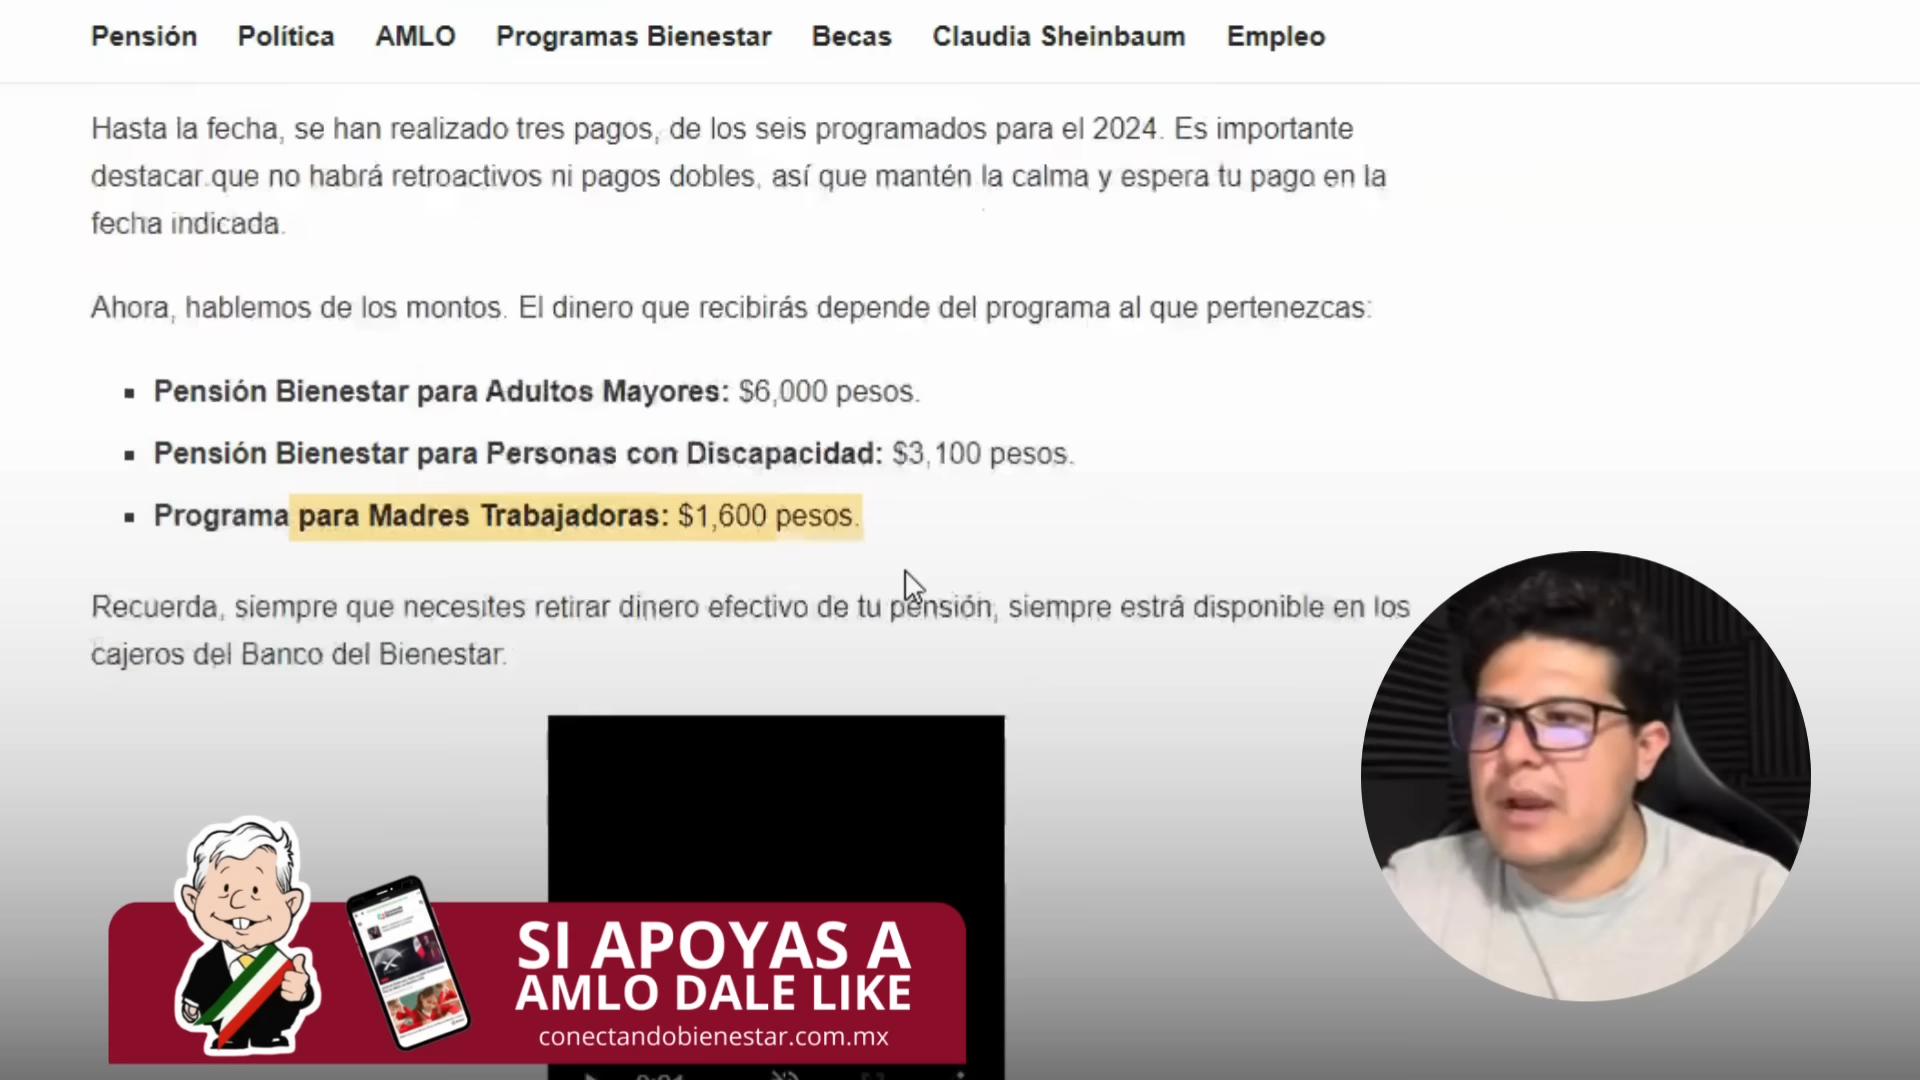 Pensión Política AMLO Programas Bienestar Becas Claudia Sheinbaum Empleo
Hasta la fecha, se han realizado tres pagos, de los seis programados para el 2024. Es importante
destacar que no habrá retroactivos ni pagos dobles, así que mantén la calma y espera tu pago en la
fecha indicada.
Ahora, hablemos de los montos. El dinero que recibirás depende del programa al que pertenezcas:
▪ Pensión Bienestar para Adultos Mayores: $6,000 pesos.
▪ Pensión Bienestar para Personas con Discapacidad: $3,100 pesos.
▪ Programa para Madres Trabajadoras: $1,600 pesos.
Recuerda, siempre que necesites retirar dinero efectivo de tu pensión, siempre estrá disponible en los
cajeros del Banco del Bienestar.
SI APOYAS A
AMLO DALE LIKE
conectandobienestar.com.mx